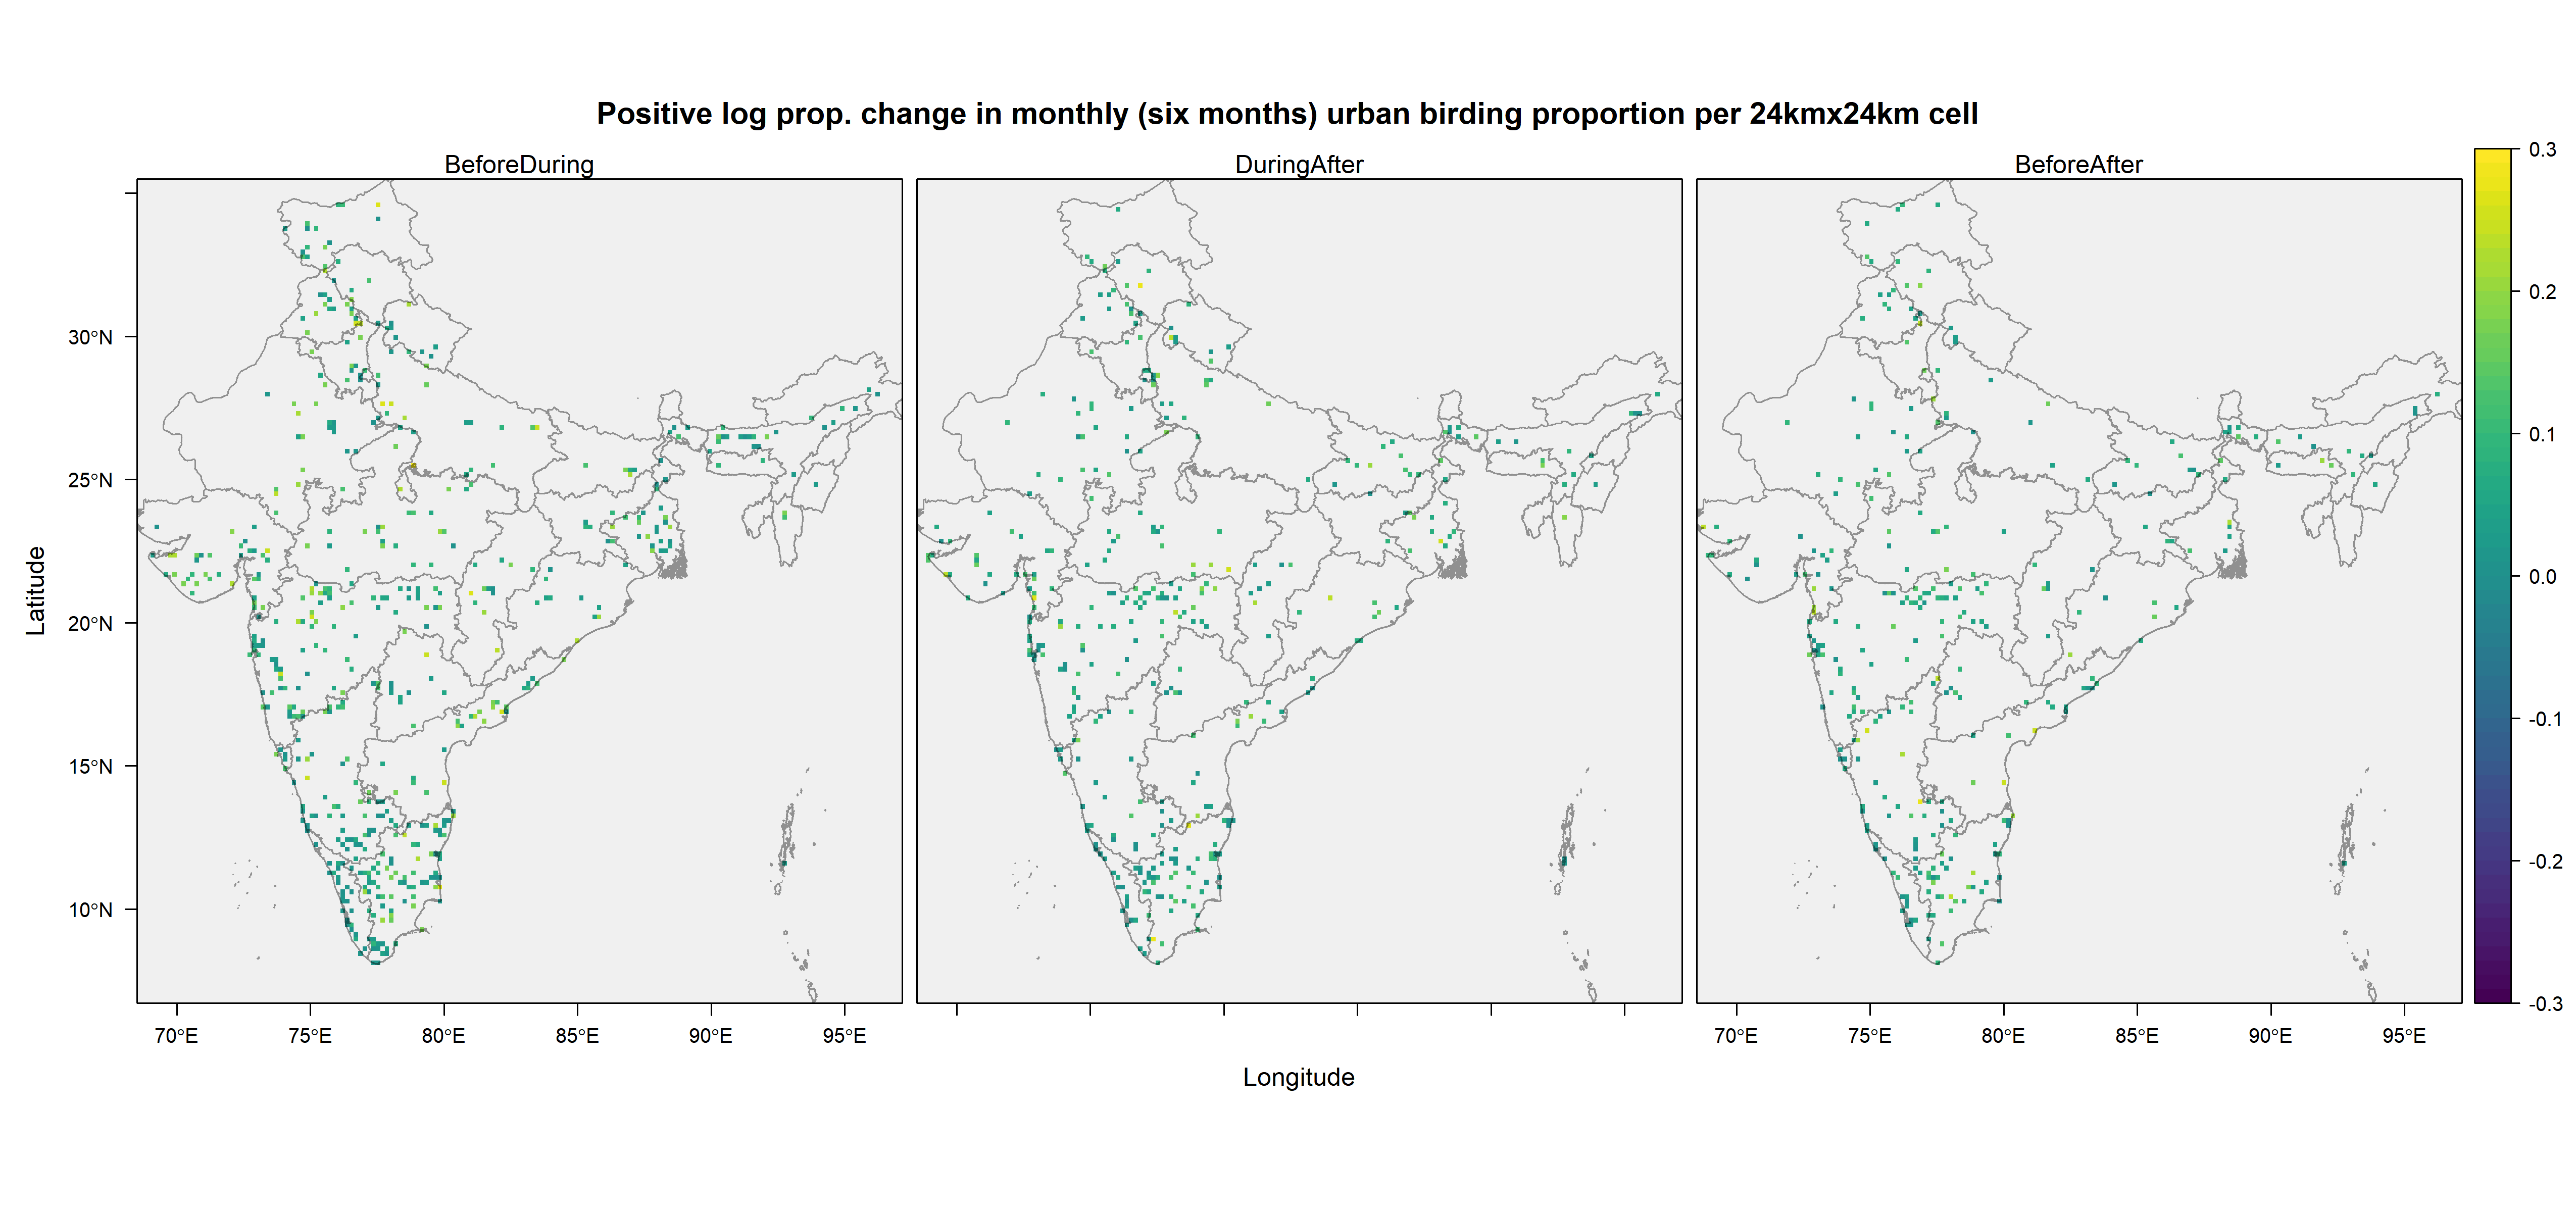 Positive log prop. change in monthly (six months) urban birding proportion per 24kmx24km cell
BeforeDuring
DuringAfter
BeforeAfter
0.3
0.2
0.1
0.0
-0.1
-0.2
-0.3
Latitude
30°N
25°N
20°N
15°N
10°N
70°E 75°E 80°E 85°E 90°E 95°E
70°E 75°E 80°E 85°E 90°E 95°E
Longitude